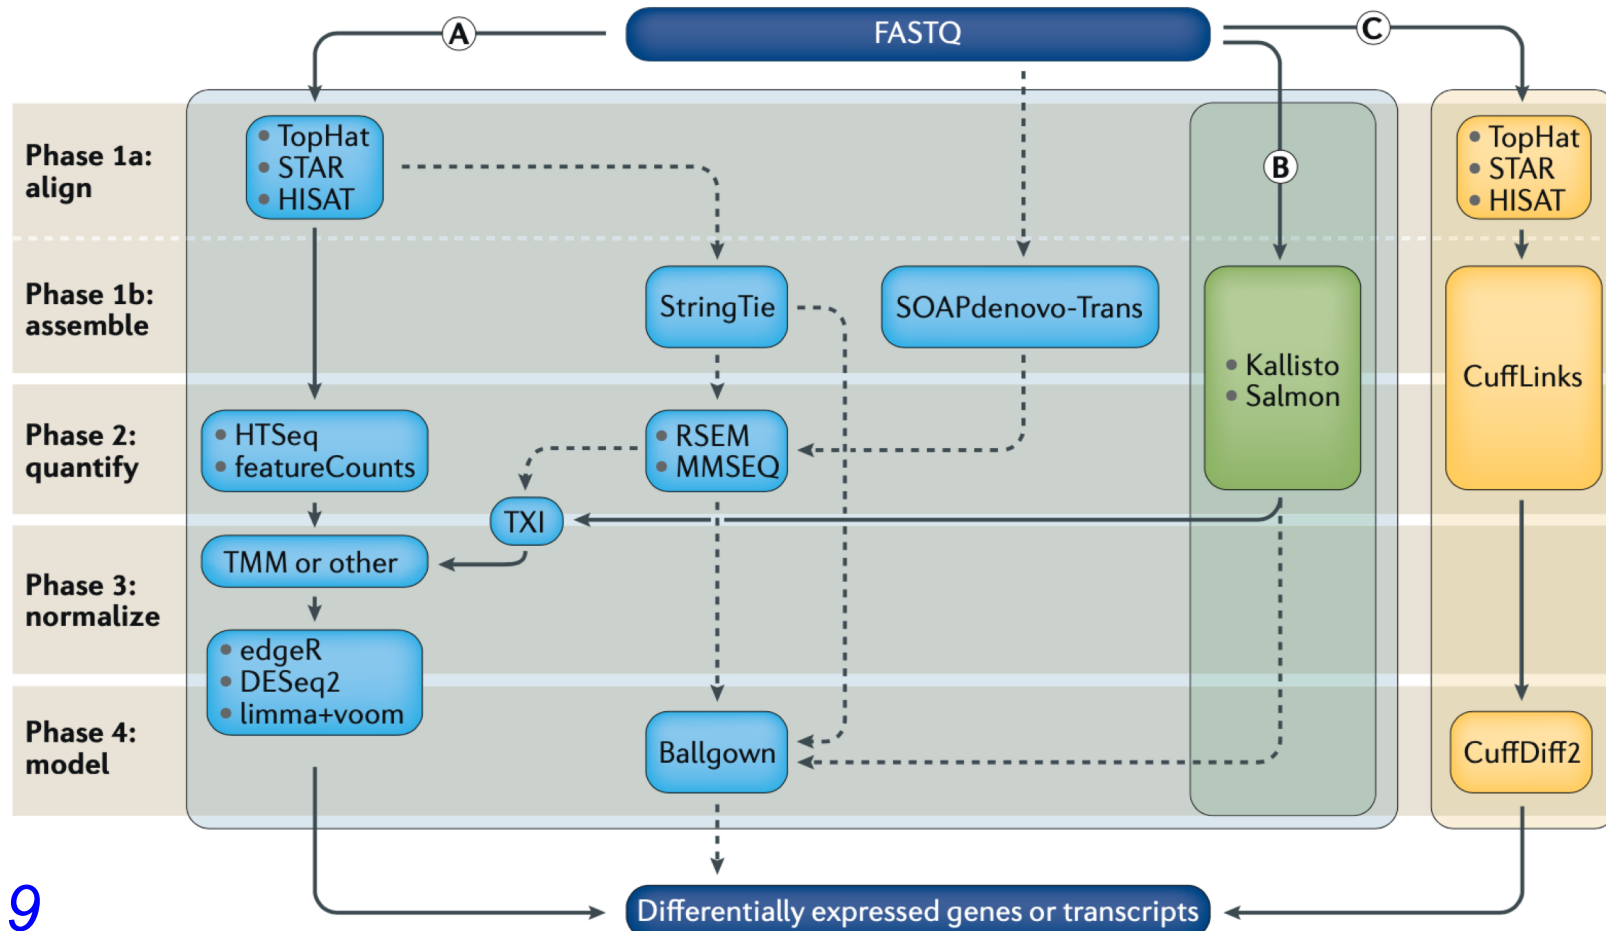 FASTQ
A
C
Phase 1a:
align
• TopHat
• STAR
• HISAT
B
• TopHat
• STAR
• HISAT
Phase 1b:
assemble
StringTie
SOAPdenovo-Trans
• Kallisto
• Salmon
CuffLinks
Phase 2:
quantify
• HTSeq
• featureCounts
• RSEM
• MMSEQ
TXI
Phase 3:
normalize
TMM or other
• edgeR
• DESeq2
• limma+voom
Phase 4:
model
Ballgown
CuffDiff2
Differentially expressed genes or transcripts
9